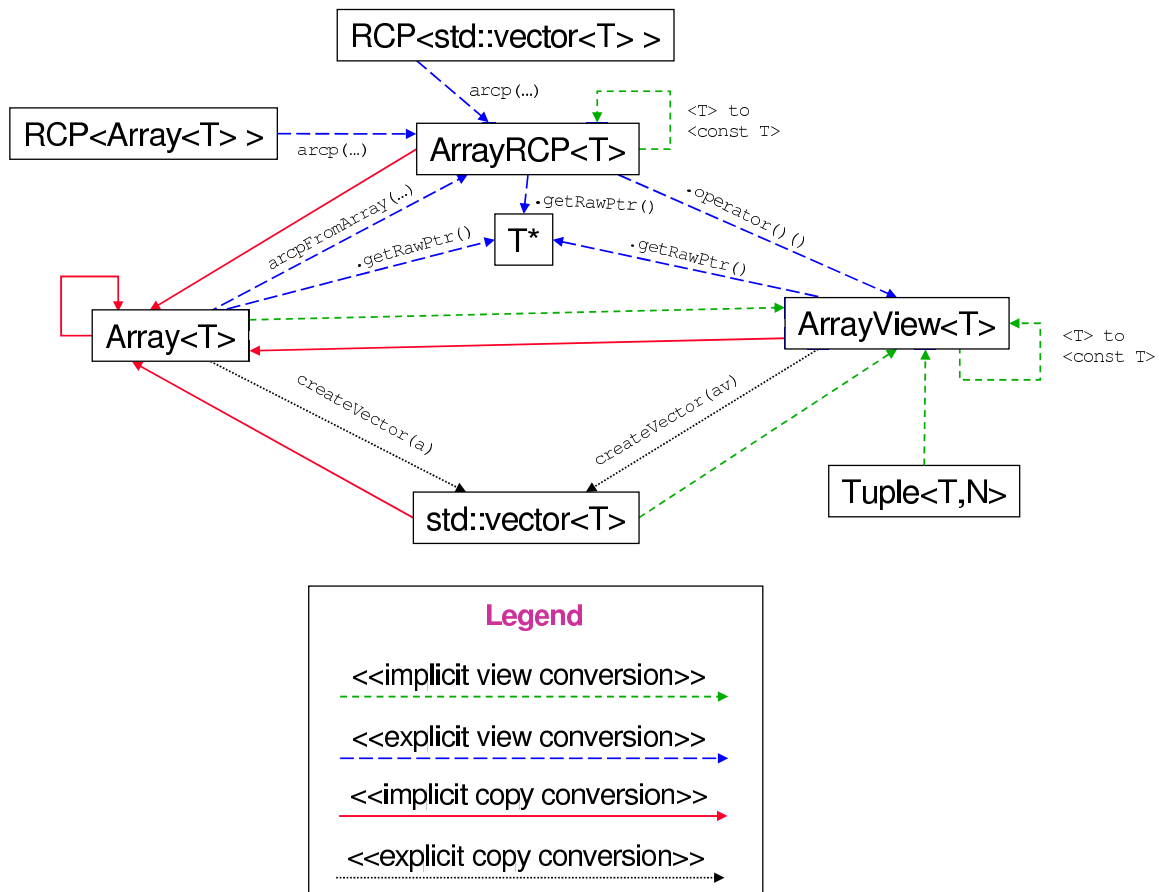 RCP<std::vector<T> >
arcp(…)
<T> to
<const T>
RCP<Array<T> >
arcp(…)
ArrayRCP<T>
arcpFromArray(…)
.getRawPtr()
.getRawPtr()
.operator()()
T*
.getRawPtr()
Array<T>
ArrayView<T>
<T> to
<const T>
createVector(a)
createVector(av)
Tuple<T,N>
std::vector<T>
Legend
<<implicit view conversion>>
<<explicit view conversion>>
<<implicit copy conversion>>
<<explicit copy conversion>>